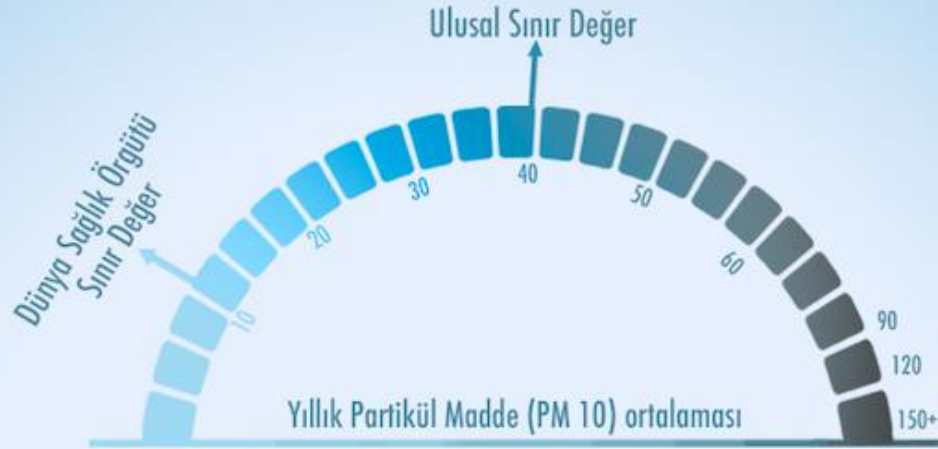 Ulusal Sınır Değer
Dünya Sağlık Örgütü
Sınır Değer
10
20
30
40
50
60
90
120
150+
Yıllık Partikül Madde (PM 10) ortalaması